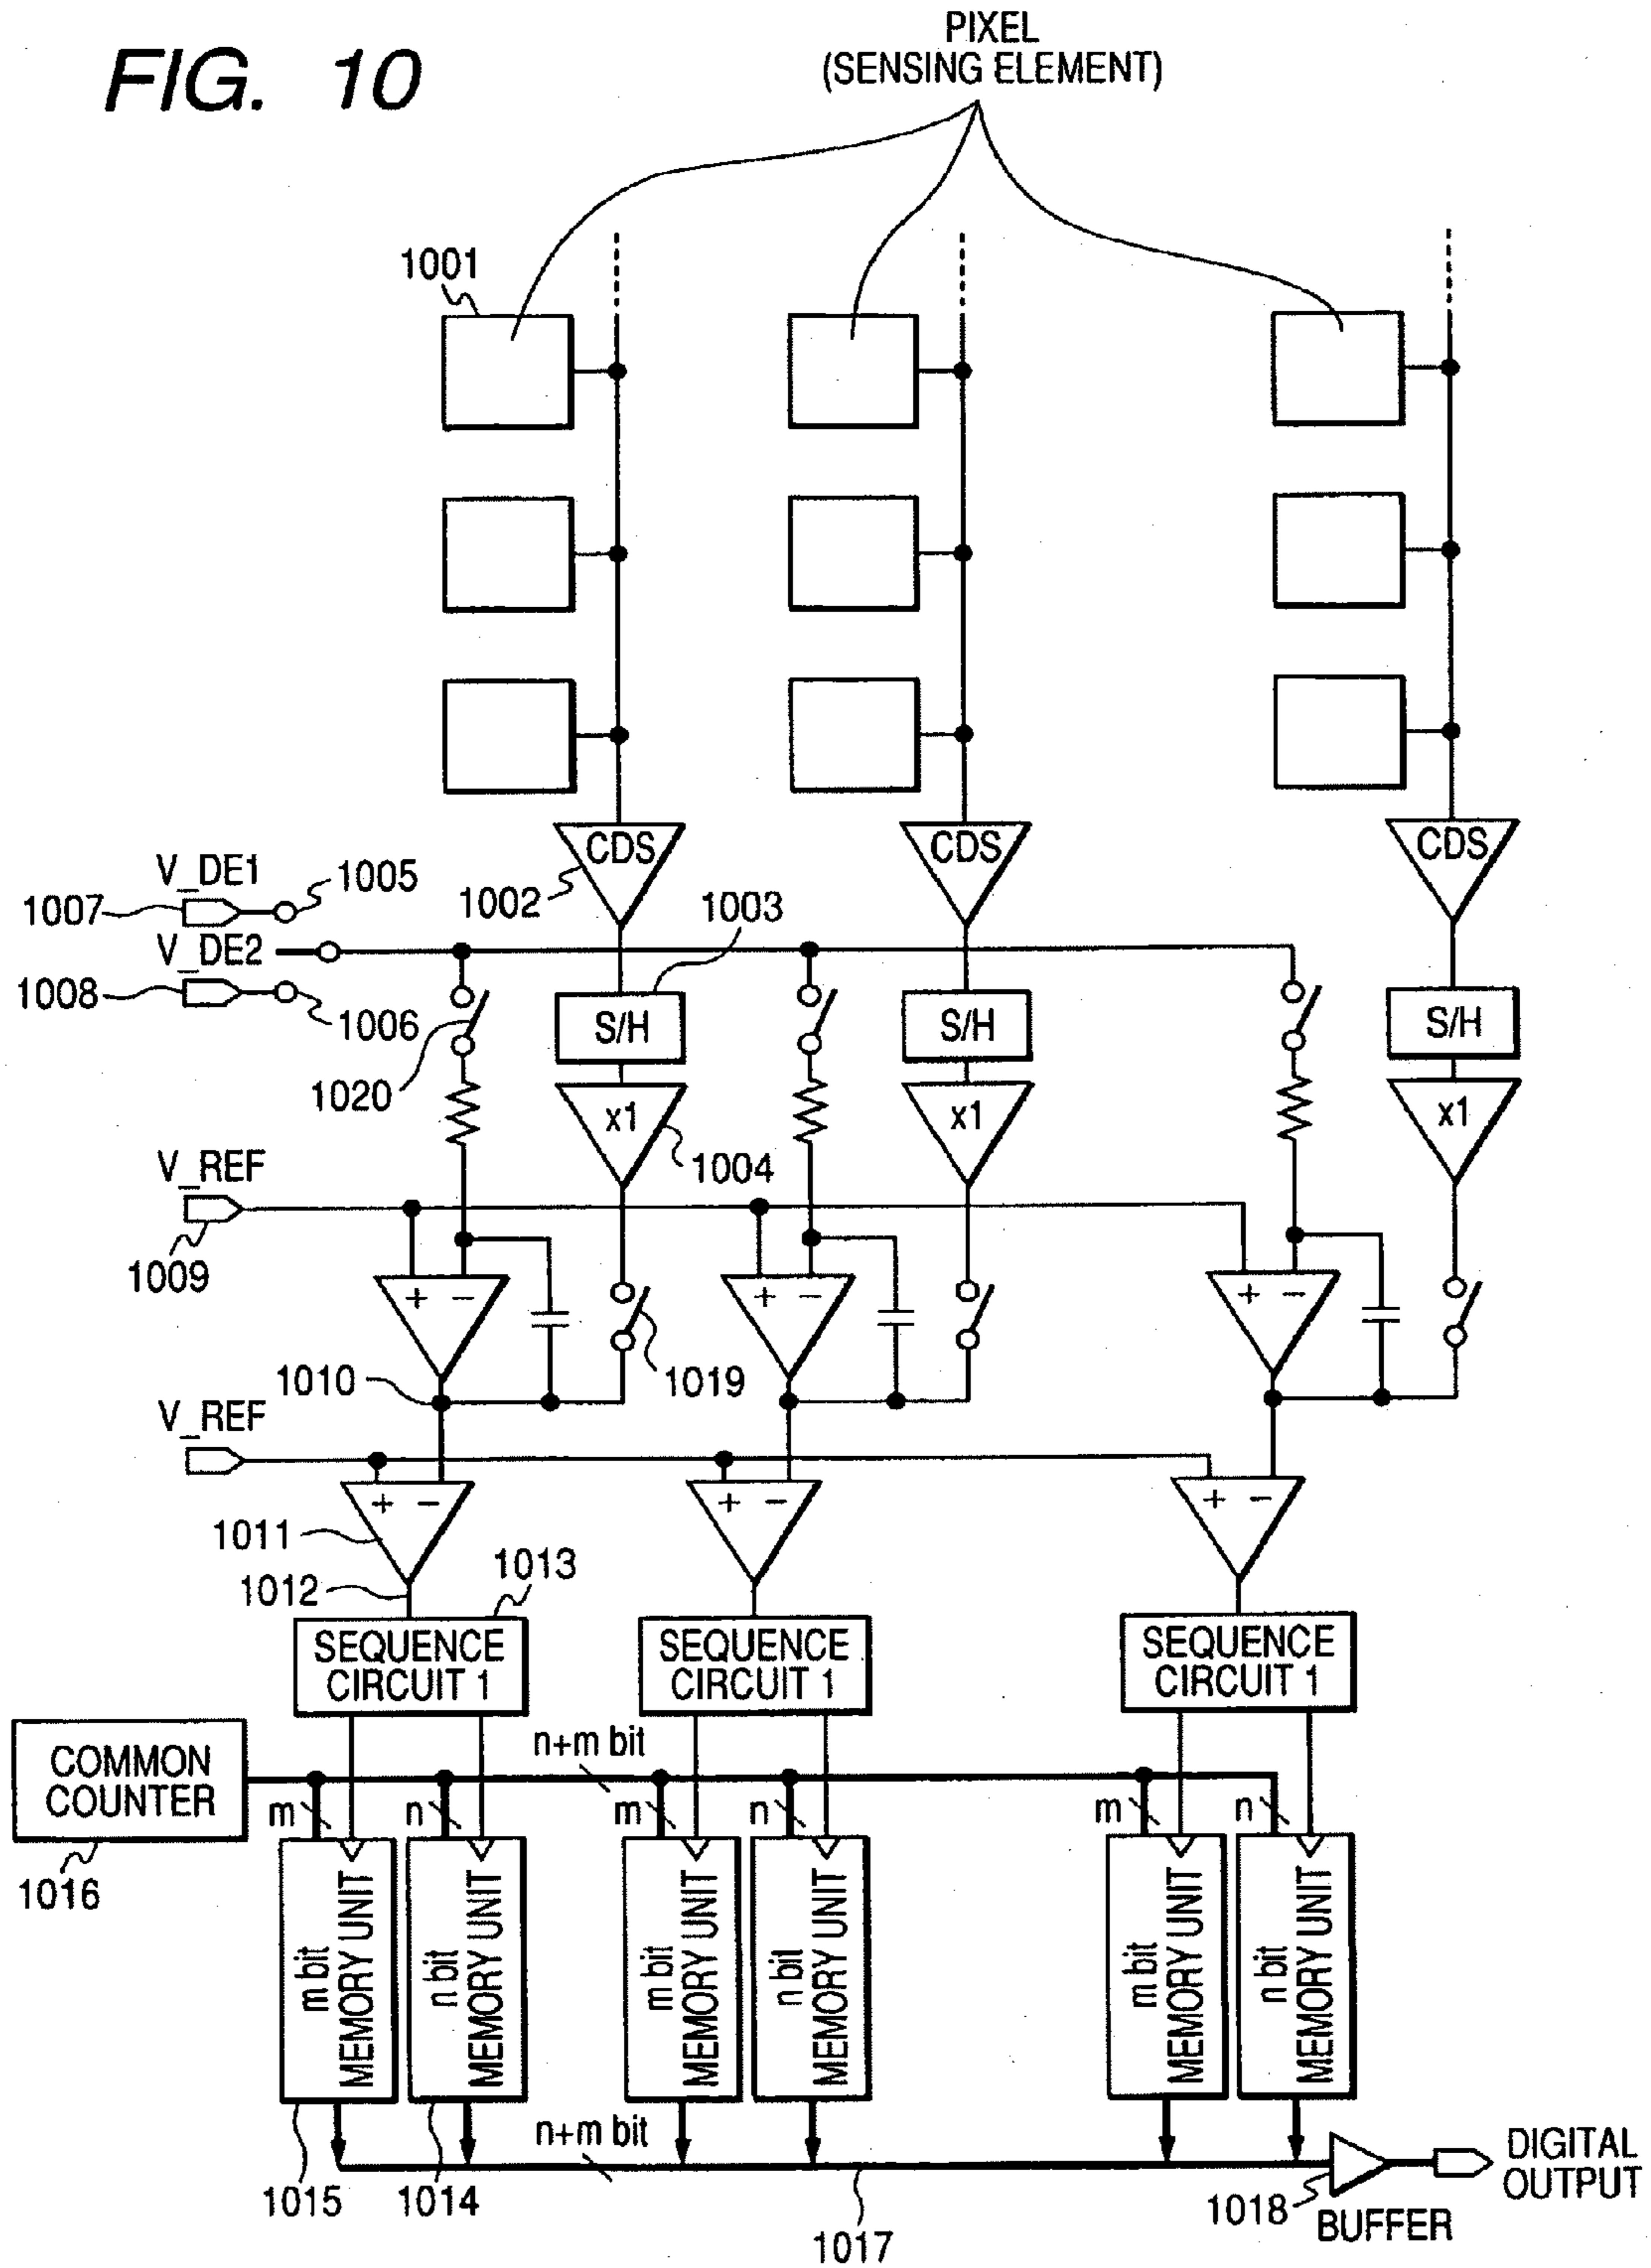 FIG. 10
PIXEL
(SENSING ELEMENT)
1001
CDS
CDS
CDS
1002
V_DE1
1005
1007
1003
V_DE2
1008
1006
S/H
S/H
S/H
1020
x1
x1
x1
1004
V_REF
1009
+ −
+ −
+ −
1010
1019
V_REF
+ −
+ −
+ −
1011
1012
1013
SEQUENCE
CIRCUIT 1
SEQUENCE
CIRCUIT 1
SEQUENCE
CIRCUIT 1
COMMON
COUNTER
1016
n+m bit
m
n
m
n
m
n
m bit
MEMORY UNIT
n bit
MEMORY UNIT
m bit
MEMORY UNIT
n bit
MEMORY UNIT
m bit
MEMORY UNIT
n bit
MEMORY UNIT
n+m bit
1015
1014
1017
1018
BUFFER
DIGITAL
OUTPUT